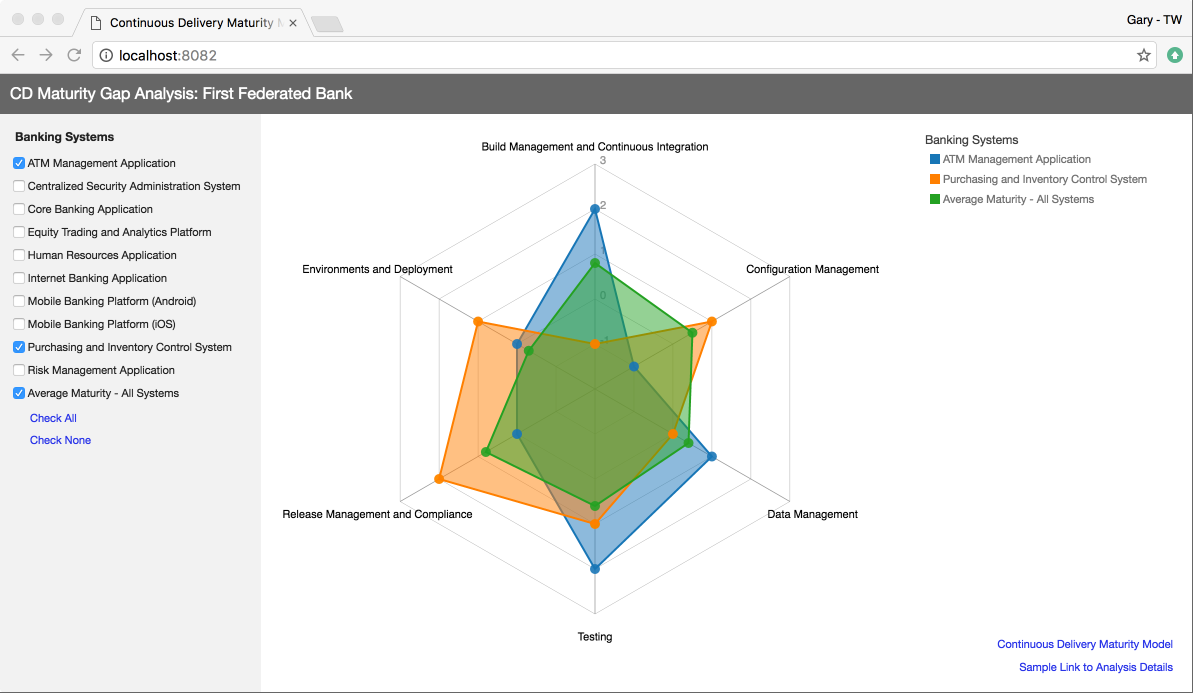 Continuous Delivery Maturity M
Gary - TW
localhost:8082
CD Maturity Gap Analysis: First Federated Bank
Banking Systems
ATM Management Application
Centralized Security Administration System
Core Banking Application
Equity Trading and Analytics Platform
Human Resources Application
Internet Banking Application
Mobile Banking Platform (Android)
Mobile Banking Platform (iOS)
Purchasing and Inventory Control System
Risk Management Application
Average Maturity - All Systems
Check All
Check None
Build Management and Continuous Integration
3
2
1
0
-1
Environments and Deployment
Configuration Management
Release Management and Compliance
Data Management
Testing
Banking Systems
ATM Management Application
Purchasing and Inventory Control System
Average Maturity - All Systems
Continuous Delivery Maturity Model
Sample Link to Analysis Details